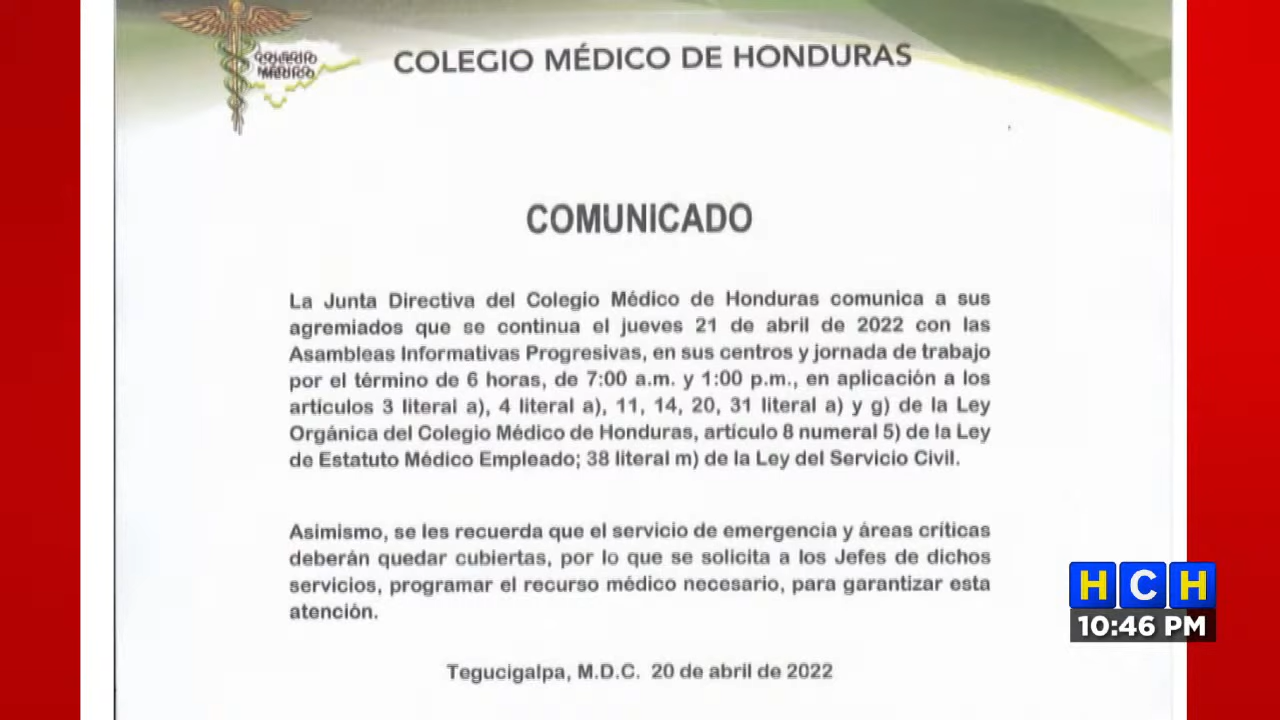 COLEGIO
MÉDICO
COLEGIO MÉDICO DE HONDURAS
COMUNICADO
La Junta Directiva del Colegio Médico de Honduras comunica a sus
agremiados que se continua el jueves 21 de abril de 2022 con las
Asambleas Informativas Progresivas, en sus centros y jornada de trabajo
por el término de 6 horas, de 7:00 a.m. y 1:00 p.m., en aplicación a los
artículos 3 literal a), 4 literal a), 11, 14, 20, 31 literal a) y g) de la Ley
Orgánica del Colegio Médico de Honduras, artículo 8 numeral 5) de la Ley
de Estatuto Médico Empleado; 38 literal m) de la Ley del Servicio Civil.
Asimismo, se les recuerda que el servicio de emergencia y áreas críticas
deberán quedar cubiertas, por lo que se solicita a los Jefes de dichos
servicios, programar el recurso médico necesario, para garantizar esta
atención.
Tegucigalpa, M.D.C. 20 de abril de 2022
HCH
10:46 PM